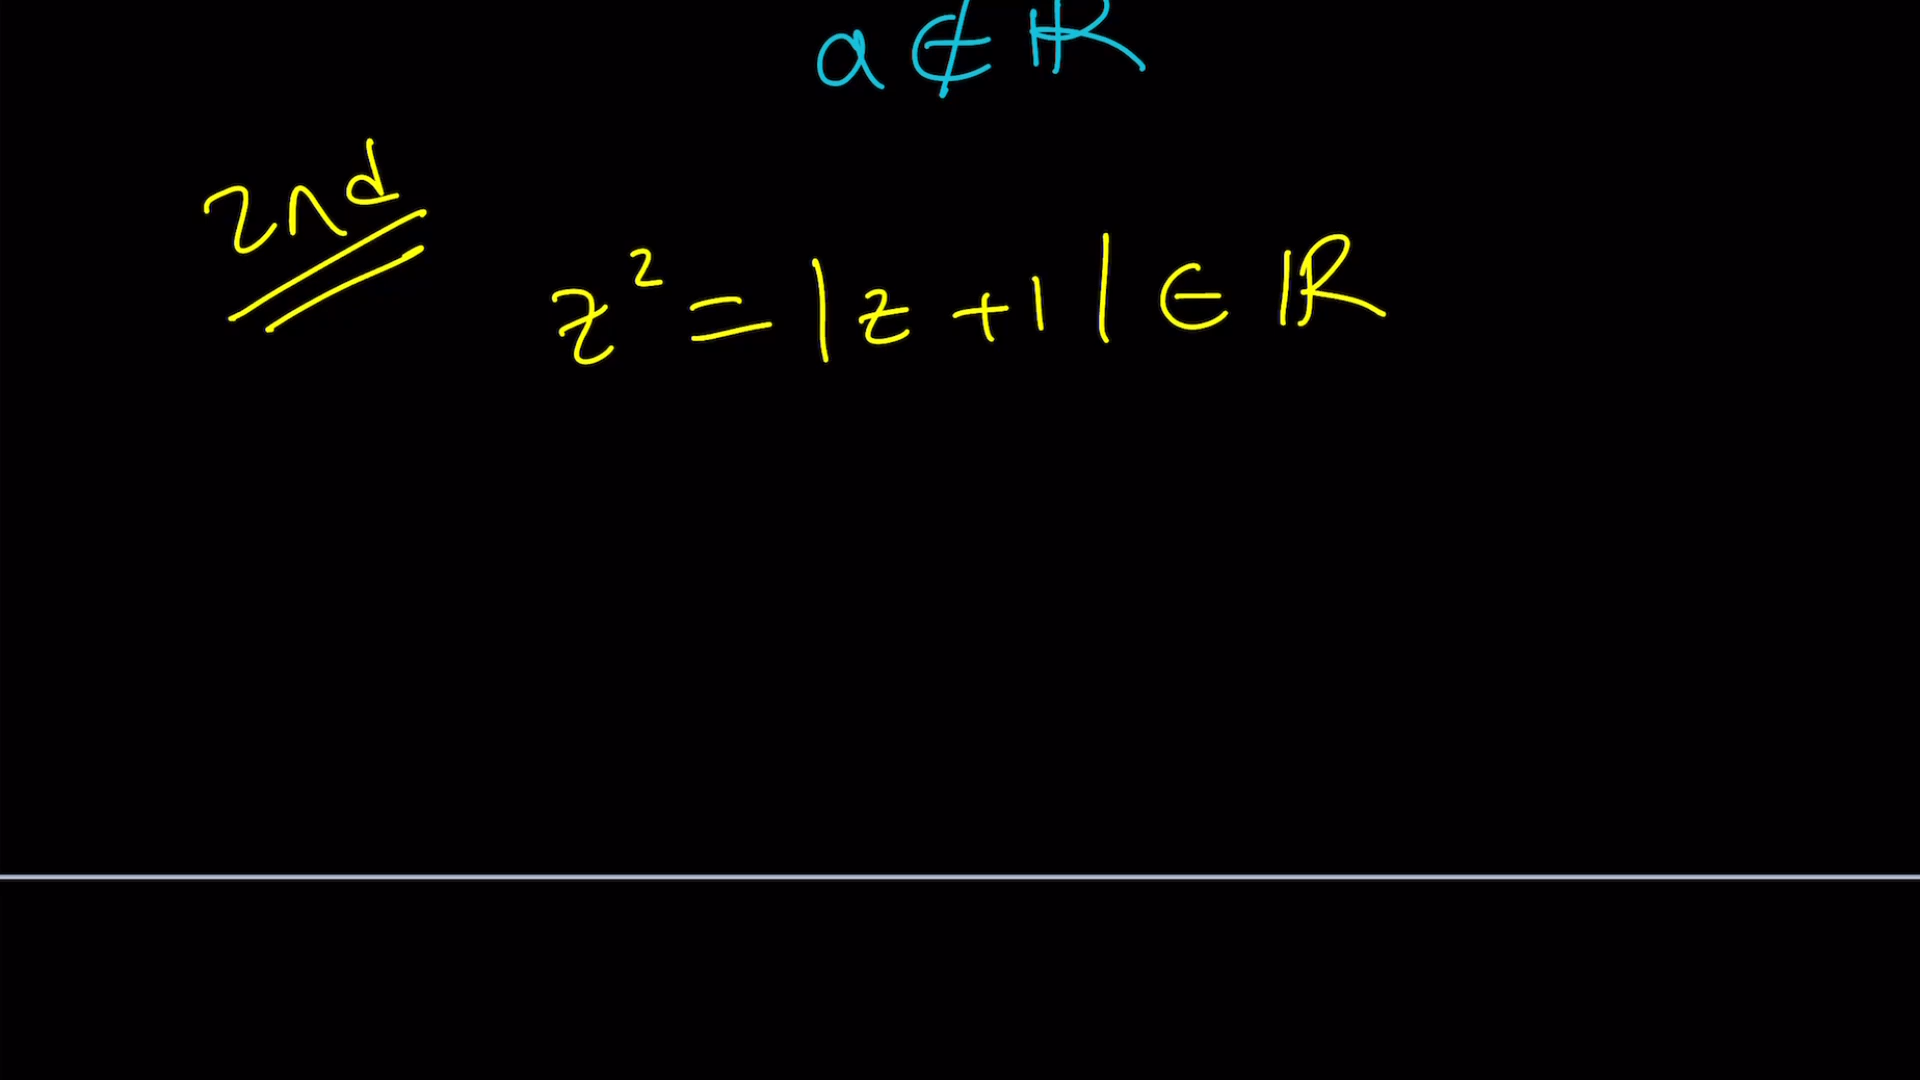 a ∉ ℝ
2nd
z² = |z + 1| ∈ ℝ